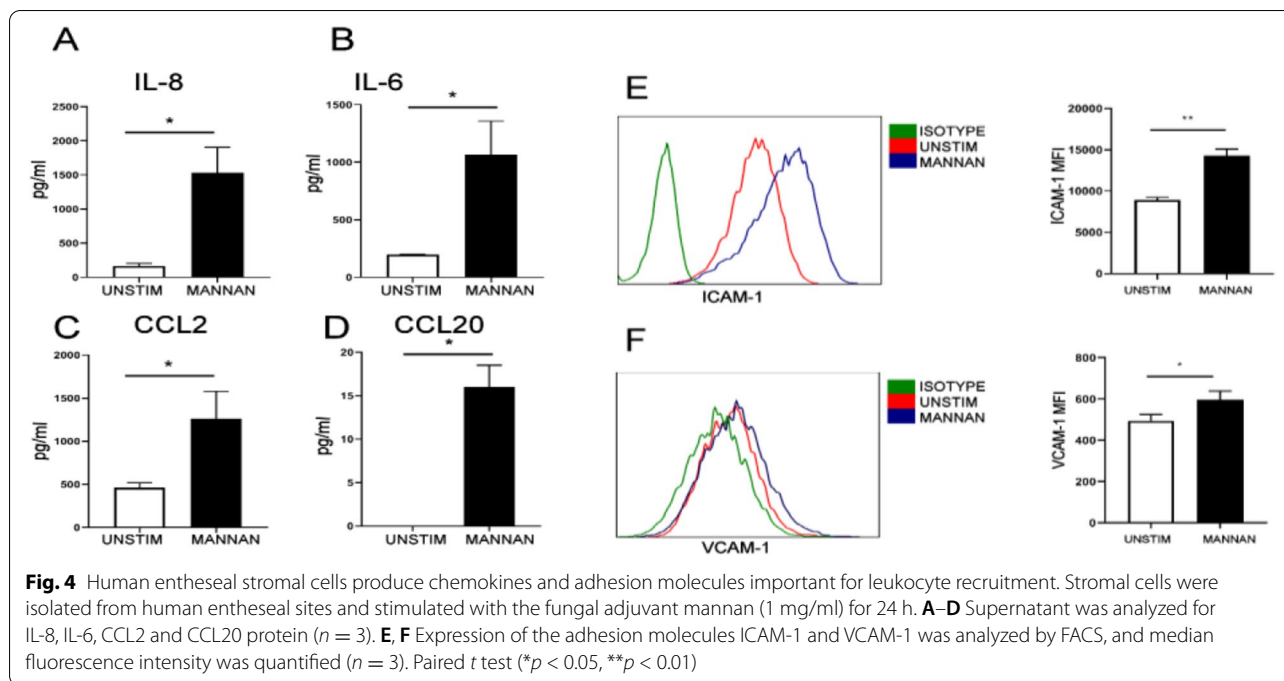 A
IL-8
2500
2000
1500
1000
500
0
pg/ml
*
UNSTIM MANNAN
B
IL-6
1500
1000
500
0
pg/ml
*
UNSTIM MANNAN
C
CCL2
2000
1500
1000
500
0
pg/ml
*
UNSTIM MANNAN
D
CCL20
20
15
10
5
0
pg/ml
*
UNSTIM MANNAN
E
ISOTYPE
UNSTIM
MANNAN
ICAM-1
20000
15000
10000
5000
0
ICAM-1 MFI
**
UNSTIM MANNAN
F
ISOTYPE
UNSTIM
MANNAN
VCAM-1
800
600
400
200
0
VCAM-1 MFI
*
UNSTIM MANNAN
Fig. 4 Human entheseal stromal cells produce chemokines and adhesion molecules important for leukocyte recruitment. Stromal cells were
isolated from human entheseal sites and stimulated with the fungal adjuvant mannan (1 mg/ml) for 24 h. A–D Supernatant was analyzed for
IL-8, IL-6, CCL2 and CCL20 protein (n = 3). E, F Expression of the adhesion molecules ICAM-1 and VCAM-1 was analyzed by FACS, and median
fluorescence intensity was quantified (n = 3). Paired t test (*p < 0.05, **p < 0.01)